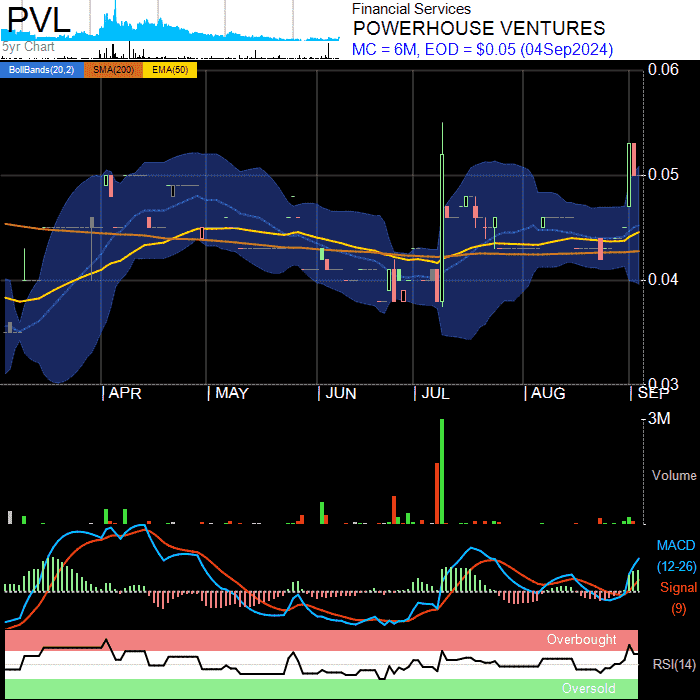 PVL
5yr Chart
Financial Services
POWERHOUSE VENTURES
MC = 6M, EOD = $0.05 (04Sep2024)
BollBands(20,2) SMA(200) EMA(50)
0.06
0.05
0.04
0.03
APR MAY JUN JUL AUG SEP
3M
Volume
MACD
(12-26)
Signal
(9)
Overbought
RSI(14)
Oversold